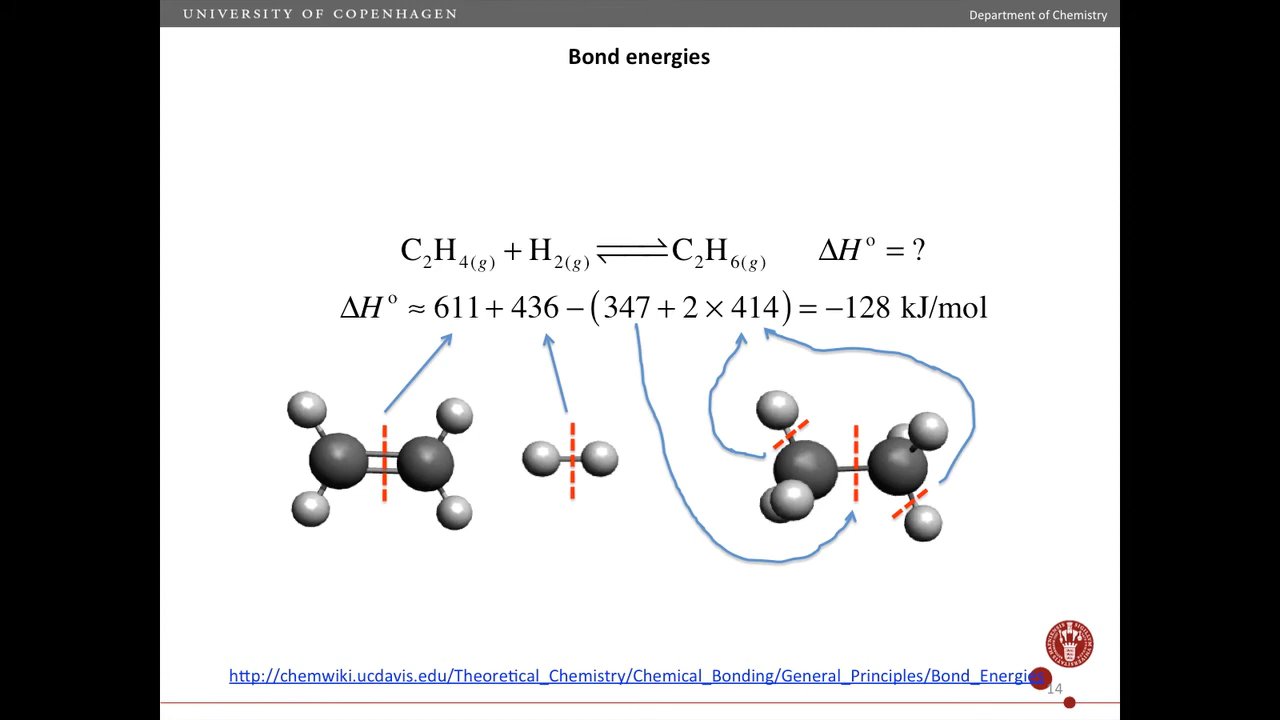 UNIVERSITY OF COPENHAGEN
Department of Chemistry
Bond energies
C₂H₄₍g₎ + H₂₍g₎ ⇌ C₂H₆₍g₎ ΔH° = ?
ΔH° ≈ 611 + 436 − (347 + 2 × 414) = −128 kJ/mol
http://chemwiki.ucdavis.edu/Theoretical_Chemistry/Chemical_Bonding/General_Principles/Bond_Energies
14